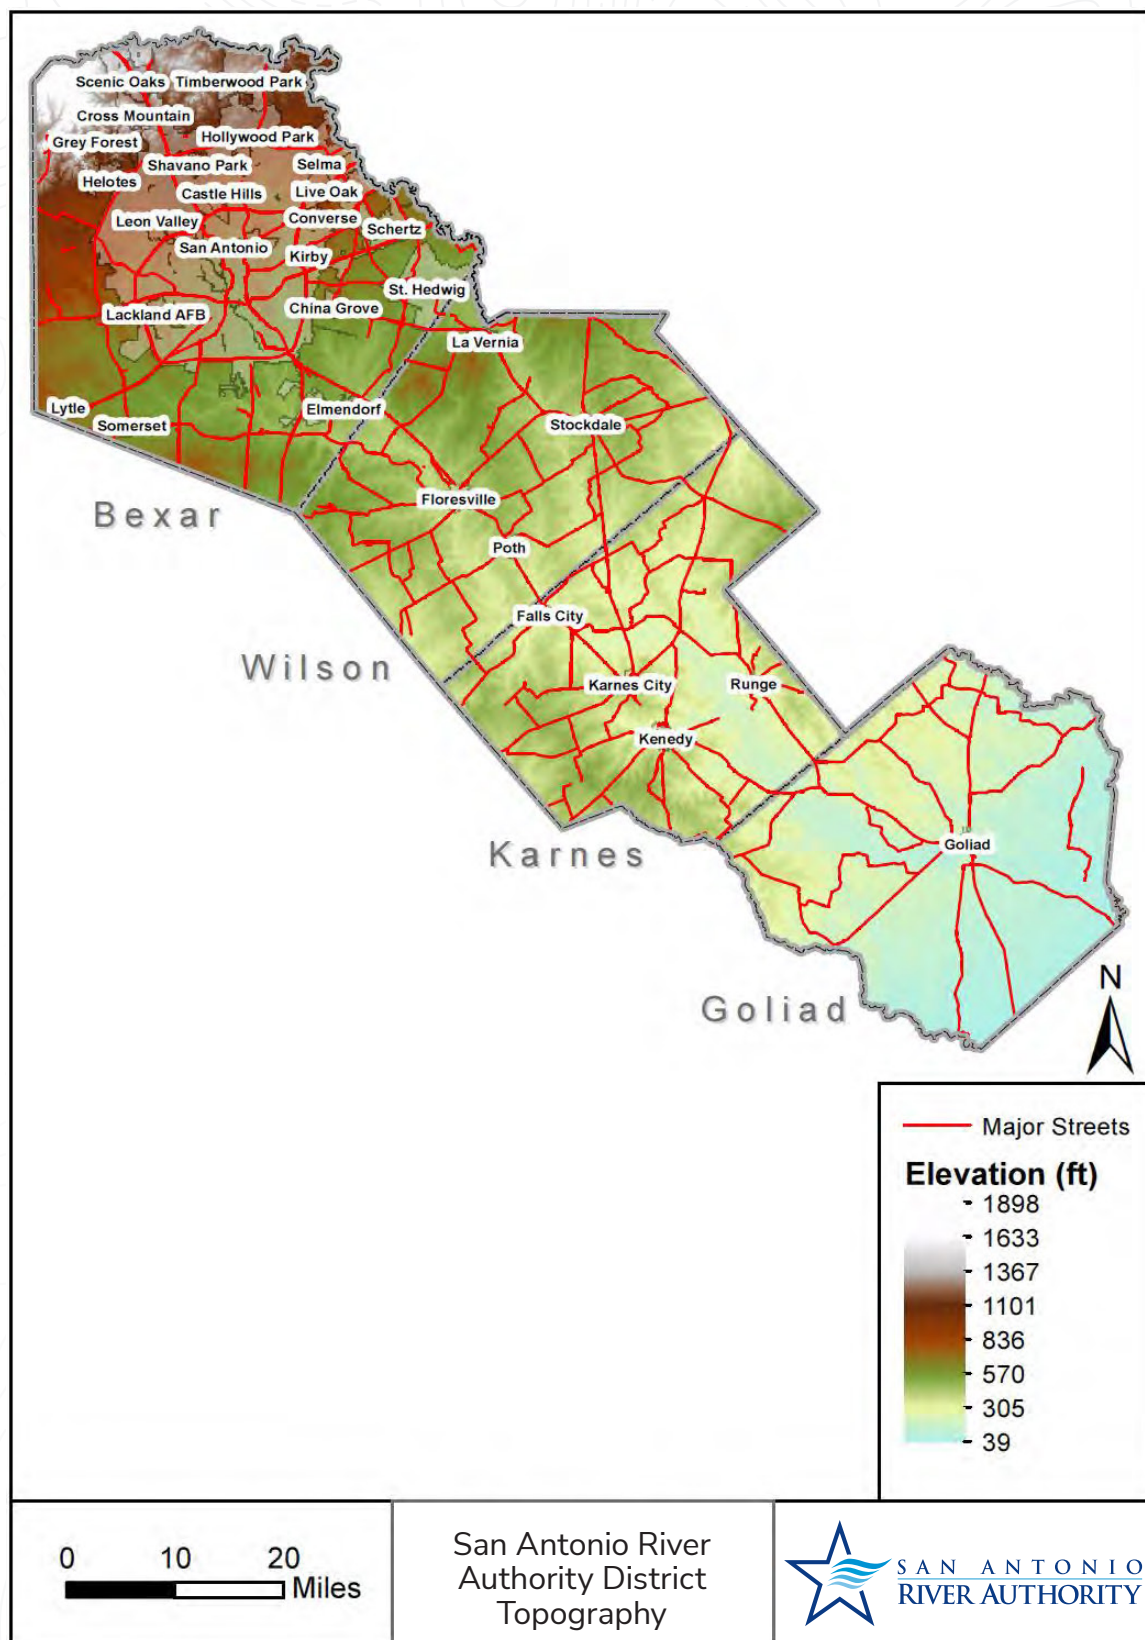 Scenic Oaks
Timberwood Park
Cross Mountain
Grey Forest
Hollywood Park
Shavano Park
Selma
Helotes
Castle Hills
Live Oak
Leon Valley
Converse
Schertz
San Antonio
Kirby
St. Hedwig
Lackland AFB
China Grove
La Vernia
Lytle
Elmendorf
Somerset
Stockdale
Floresville
Bexar
Poth
Falls City
Wilson
Karnes City
Runge
Kenedy
Karnes
Goliad
Goliad
N
Major Streets
Elevation (ft)
1898
1633
1367
1101
836
570
305
39
0 10 20
Miles
San Antonio River
Authority District
Topography
SAN ANTONIO
RIVER AUTHORITY